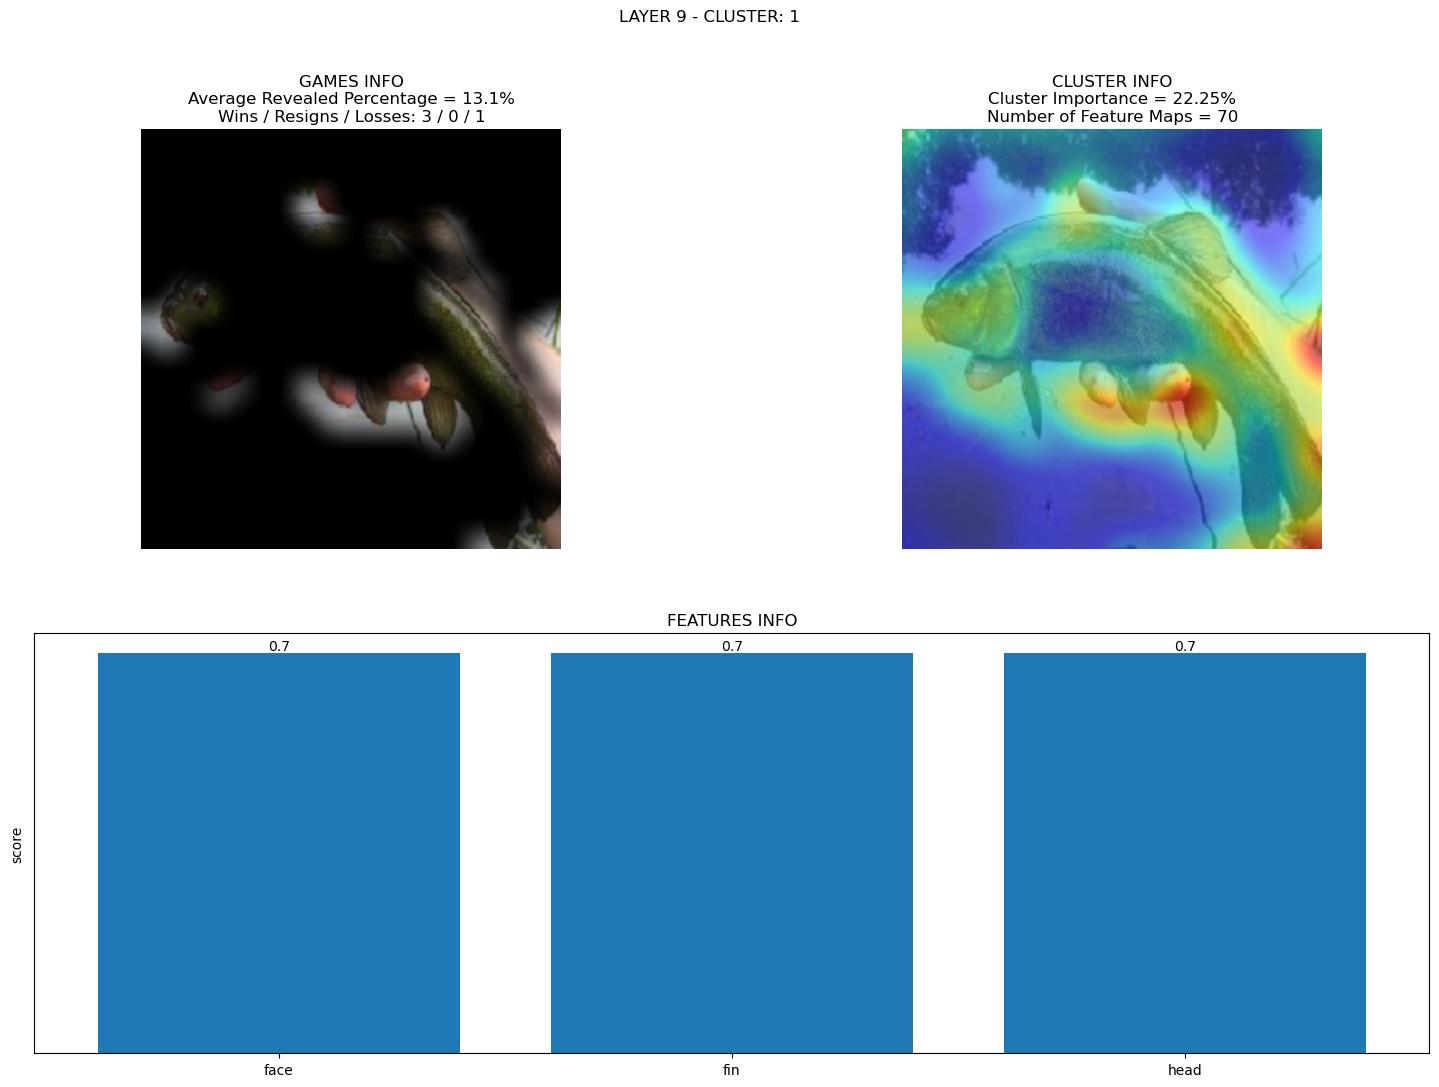 LAYER 9 - CLUSTER: 1
GAMES INFO
Average Revealed Percentage = 13.1%
Wins / Resigns / Losses: 3 / 0 / 1
CLUSTER INFO
Cluster Importance = 22.25%
Number of Feature Maps = 70
FEATURES INFO
score
0.7
0.7
0.7
face
fin
head